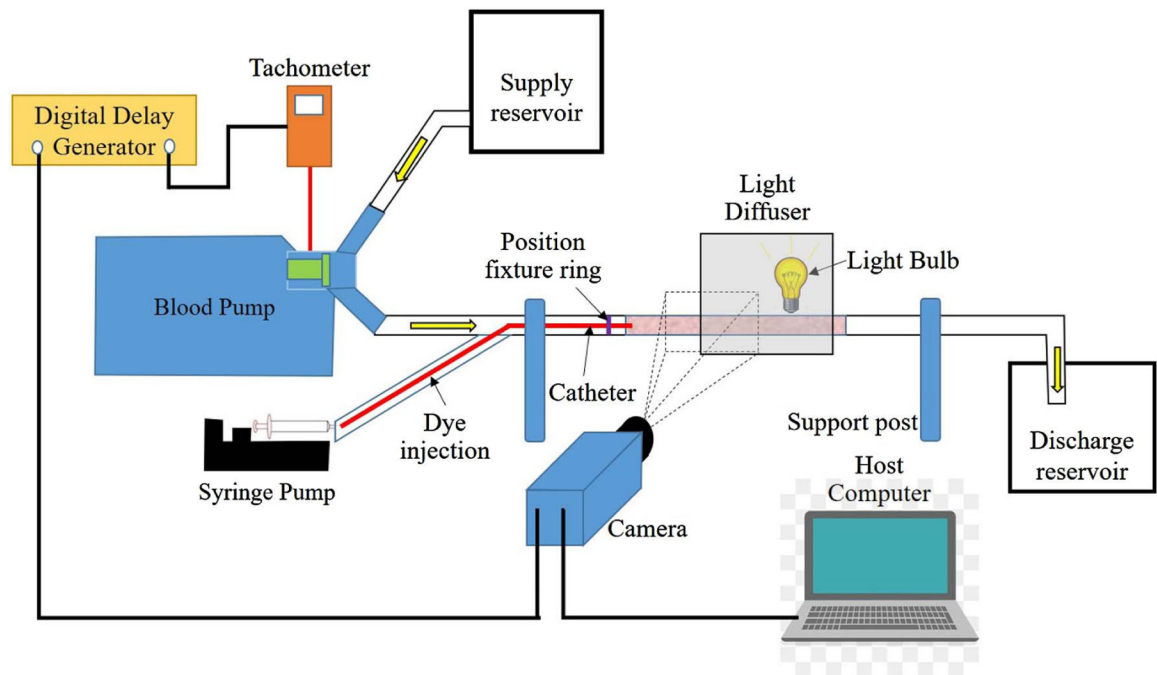 Supply
reservoir
Tachometer
Digital Delay
Generator
Light
Diffuser
Position
fixture ring
Light Bulb
Blood Pump
Catheter
Dye
injection
Support post
Discharge
reservoir
Syringe Pump
Host
Computer
Camera